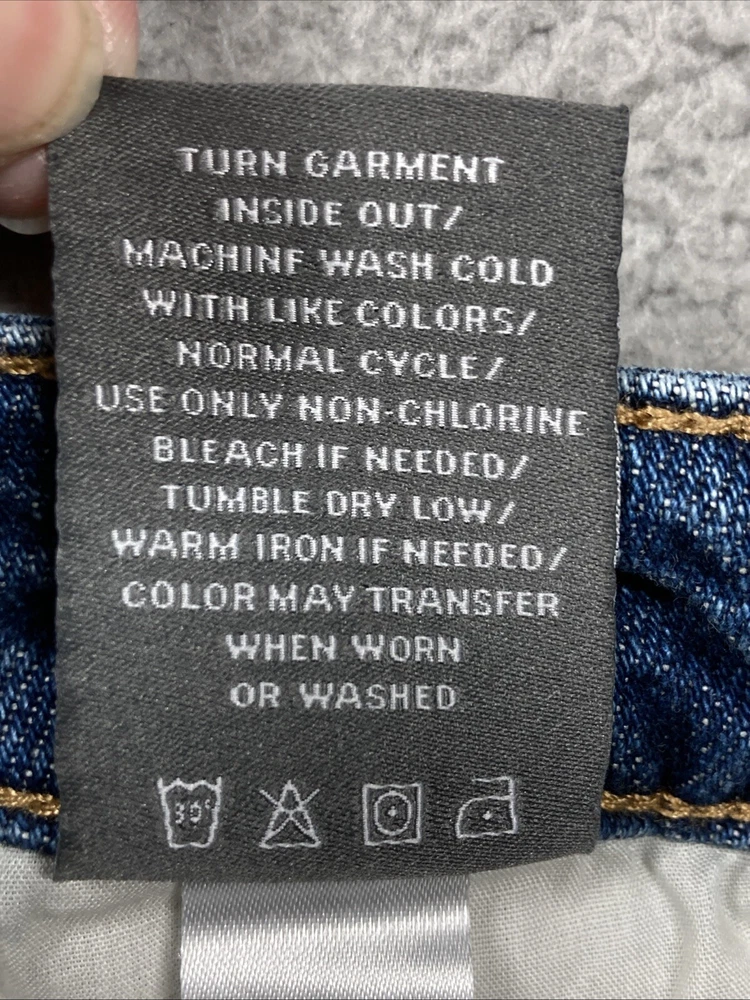 TURN GARMENT
INSIDE OUT/
MACHINE WASH COLD
WITH LIKE COLORS/
NORMAL CYCLE/
USE ONLY NON-CHLORINE
BLEACH IF NEEDED/
TUMBLE DRY LOW/
WARM IRON IF NEEDED/
COLOR MAY TRANSFER
WHEN WORN
OR WASHED
30°